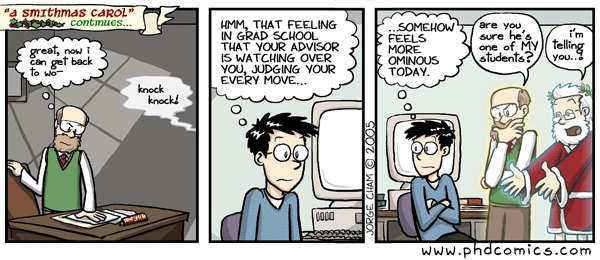 "a Smithmas Carol"
continues...
great, now i
can get back
to wo-
knock
knock!
HMM, THAT FEELING
IN GRAD SCHOOL
THAT YOUR ADVISOR
IS WATCHING OVER
YOU, JUDGING YOUR
EVERY MOVE...
JORGE CHAM © 2005
...SOMEHOW
FEELS
MORE
OMINOUS
TODAY.
are you
sure he's
one of MY
students?
i'm
telling
you..!
www.phdcomics.com